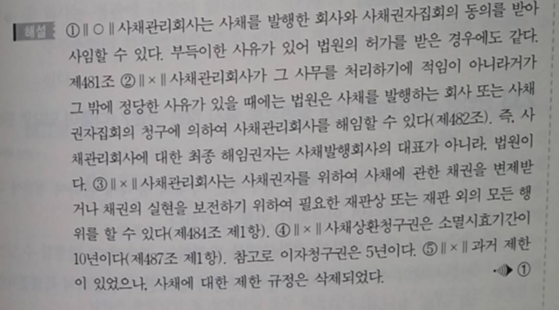 해설 ①∥○∥사채관리회사는 사채를 발행한 회사와 사채권자집회의 동의를 받아
사임할 수 있다. 부득이한 사유가 있어 법원의 허가를 받은 경우에도 같다.
제481조 ②∥×∥사채관리회사가 그 사무를 처리하기에 적임이 아니라거가
그 밖에 정당한 사유가 있을 때에는 법원은 사채를 발행하는 회사 또는 사채
권자집회의 청구에 의하여 사채관리회사를 해임할 수 있다(제482조). 즉, 사
채관리회사에 대한 최종 해임권자는 사채발행회사의 대표가 아니라, 법원이
다. ③∥×∥사채관리회사는 사채권자를 위하여 사채에 관한 채권을 변제받
거나 채권의 실현을 보전하기 위하여 필요한 재판상 또는 재판 외의 모든 행
위를 할 수 있다(제484조 제1항). ④∥×∥사채상환청구권은 소멸시효기간이
10년이다(제487조 제1항). 참고로 이자청구권은 5년이다. ⑤∥×∥과거 제한
이 있었으나, 사채에 대한 제한 규정은 삭제되었다. ①